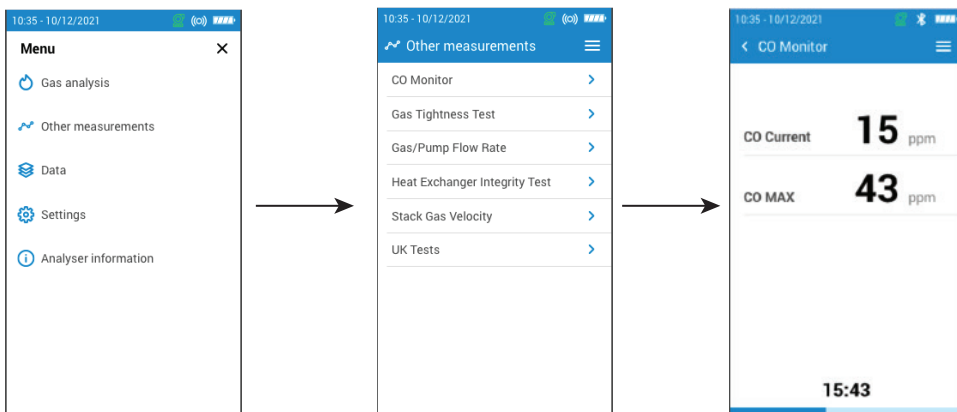 10:35 - 10/12/2021
Menu
Gas analysis
Other measurements
Data
Settings
Analyser information
10:35 - 10/12/2021
Other measurements
CO Monitor
Gas Tightness Test
Gas/Pump Flow Rate
Heat Exchanger Integrity Test
Stack Gas Velocity
UK Tests
10:35 - 10/12/2021
CO Monitor
CO Current 15 ppm
CO MAX 43 ppm
15:43